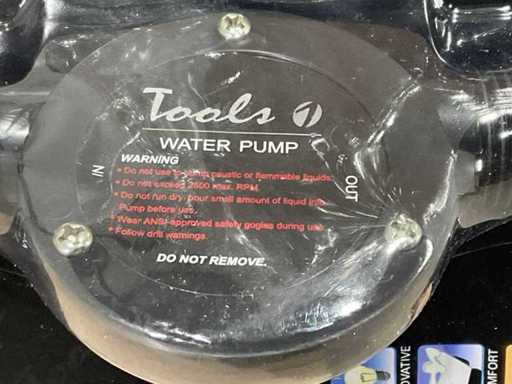 Tools 1
WATER PUMP
WARNING
* Do not use to pump caustic or flammable liquids.
* Do not exceed 2500 Max. RPM.
* Do not run dry, pour small amount of liquid into
Pump before use.
* Wear ANSI-approved safety gogles during use.
* Follow drill warnings.
DO NOT REMOVE.
IN
OUT
OVATIVE
MFORT